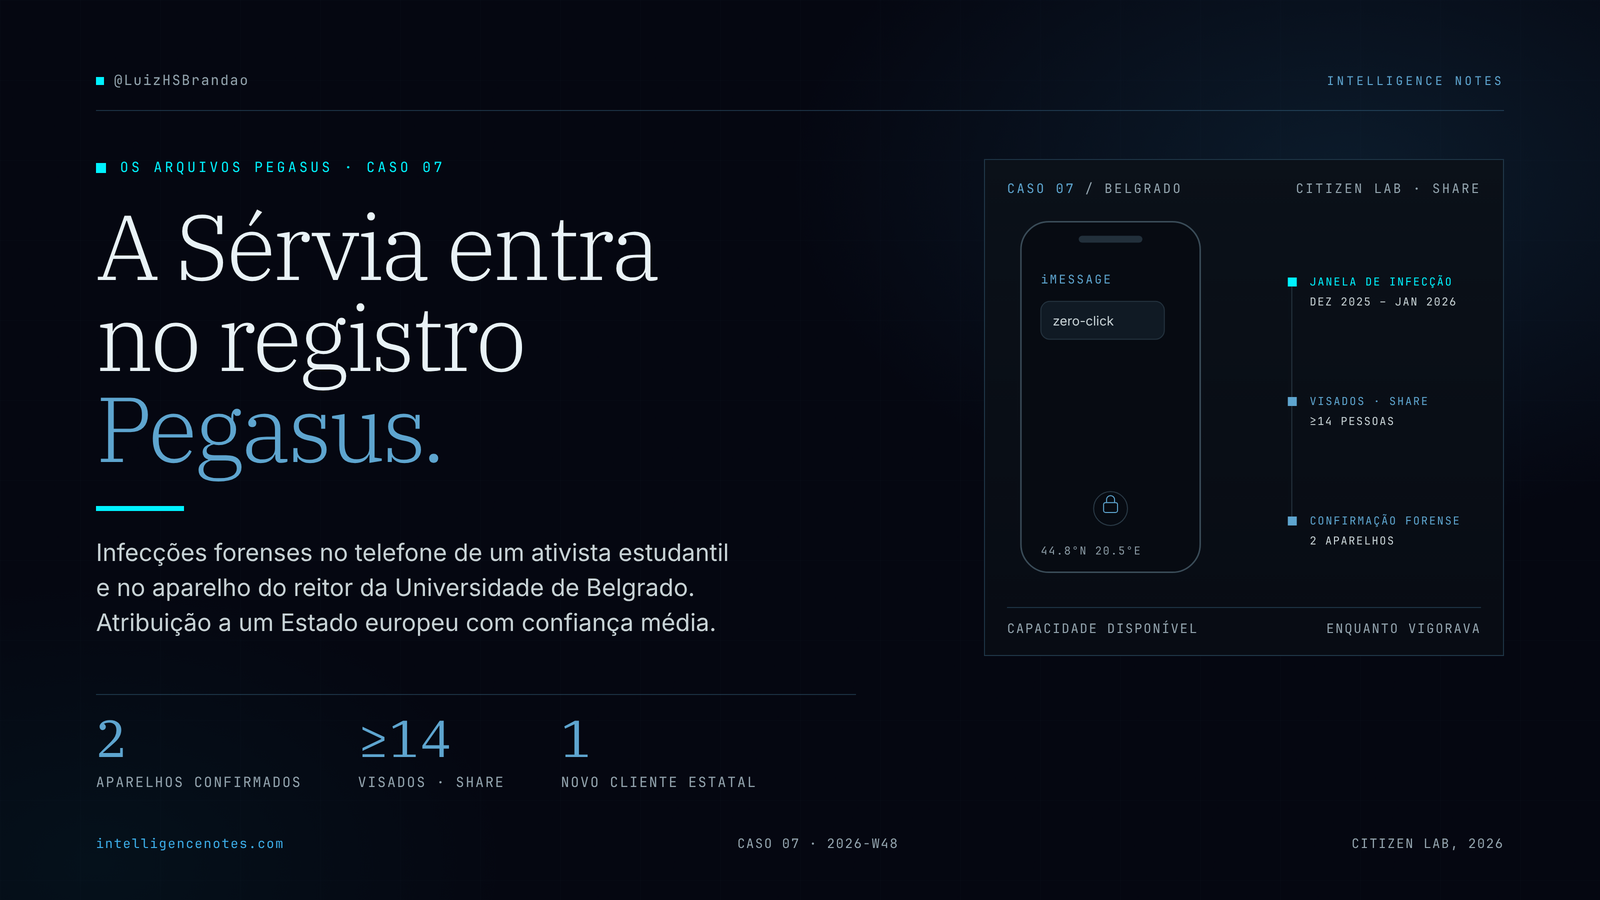 @LuizHSBrandao
INTELLIGENCE NOTES
OS ARQUIVOS PEGASUS · CASO 07
A Sérvia entra
no registro
Pegasus.
Infecções forenses no telefone de um ativista estudantil
e no aparelho do reitor da Universidade de Belgrado.
Atribuição a um Estado europeu com confiança média.
2
APARELHOS CONFIRMADOS
≥14
VISADOS · SHARE
1
NOVO CLIENTE ESTATAL
CASO 07 / BELGRADO
CITIZEN LAB · SHARE
iMESSAGE
zero-click
44.8°N 20.5°E
JANELA DE INFECÇÃO
DEZ 2025 – JAN 2026
VISADOS · SHARE
≥14 PESSOAS
CONFIRMAÇÃO FORENSE
2 APARELHOS
CAPACIDADE DISPONÍVEL
ENQUANTO VIGORAVA
intelligencenotes.com
CASO 07 · 2026-W48
CITIZEN LAB, 2026